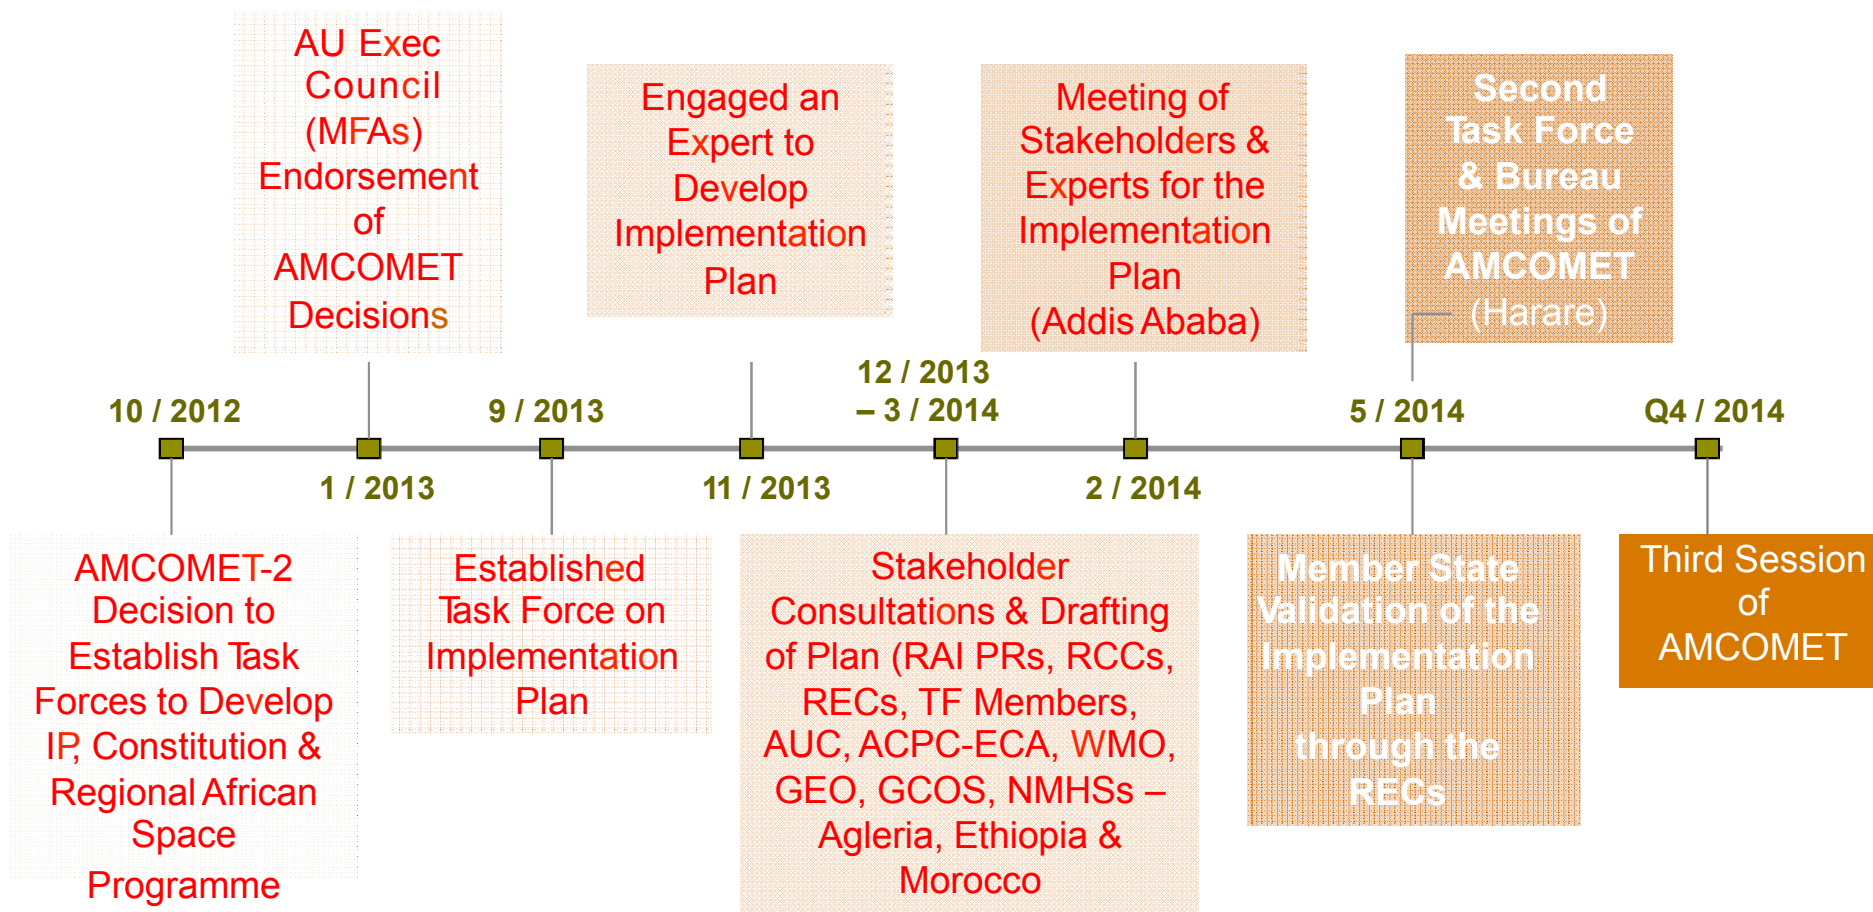 AU Exec
Council
(MFAs)
Endorsement
of
AMCOMET
Decisions
Engaged an
Expert to
Develop
Implementation
Plan
Meeting of
Stakeholders &
Experts for the
Implementation
Plan
(Addis Ababa)
Second
Task Force
& Bureau
Meetings of
AMCOMET
(Harare)
10 / 2012
1 / 2013
9 / 2013
11 / 2013
12 / 2013
– 3 / 2014
2 / 2014
5 / 2014
Q4 / 2014
AMCOMET-2
Decision to
Establish Task
Forces to Develop
IP, Constitution &
Regional African
Space
Programme
Established
Task Force on
Implementation
Plan
Stakeholder
Consultations & Drafting
of Plan (RAI PRs, RCCs,
RECs, TF Members,
AUC, ACPC-ECA, WMO,
GEO, GCOS, NMHSs –
Agleria, Ethiopia &
Morocco
Member State
Validation of the
Implementation
Plan
through the
RECs
Third Session
of
AMCOMET